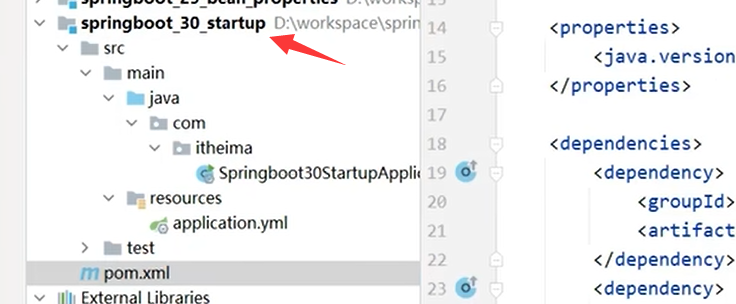 springboot_29_bean_properties D:\workspace\
springboot_30_startup D:\workspace\sprin
src
main
java
com
itheima
Springboot30StartupApplic
resources
application.yml
test
pom.xml
External Libraries
14 <properties>
15 <java.version
16 </properties>
17
18 <dependencies>
19 <dependency>
20 <groupId>
21 <artifact
22 </dependency>
23 <dependency>